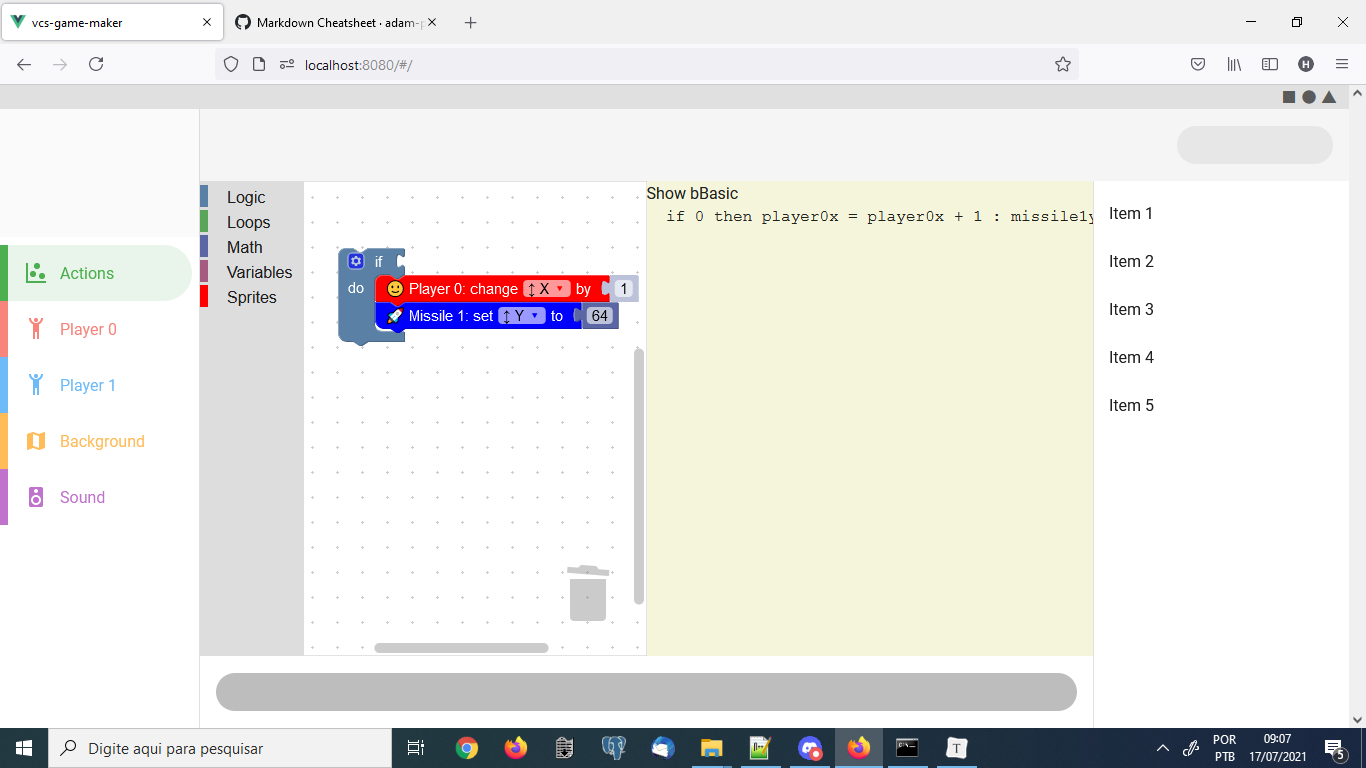 vcs-game-maker
Markdown Cheatsheet · adam-p
localhost:8080/#/
H
Logic
Loops
Math
Variables
Sprites
Actions
Player 0
Player 1
Background
Sound
if
do
Player 0: change ↕ X ▾ by 1
Missile 1: set ↕ Y ▾ to 64
Show bBasic
if 0 then player0x = player0x + 1 : missile1y
Item 1
Item 2
Item 3
Item 4
Item 5
Digite aqui para pesquisar
T
POR
PTB
09:07
17/07/2021
5